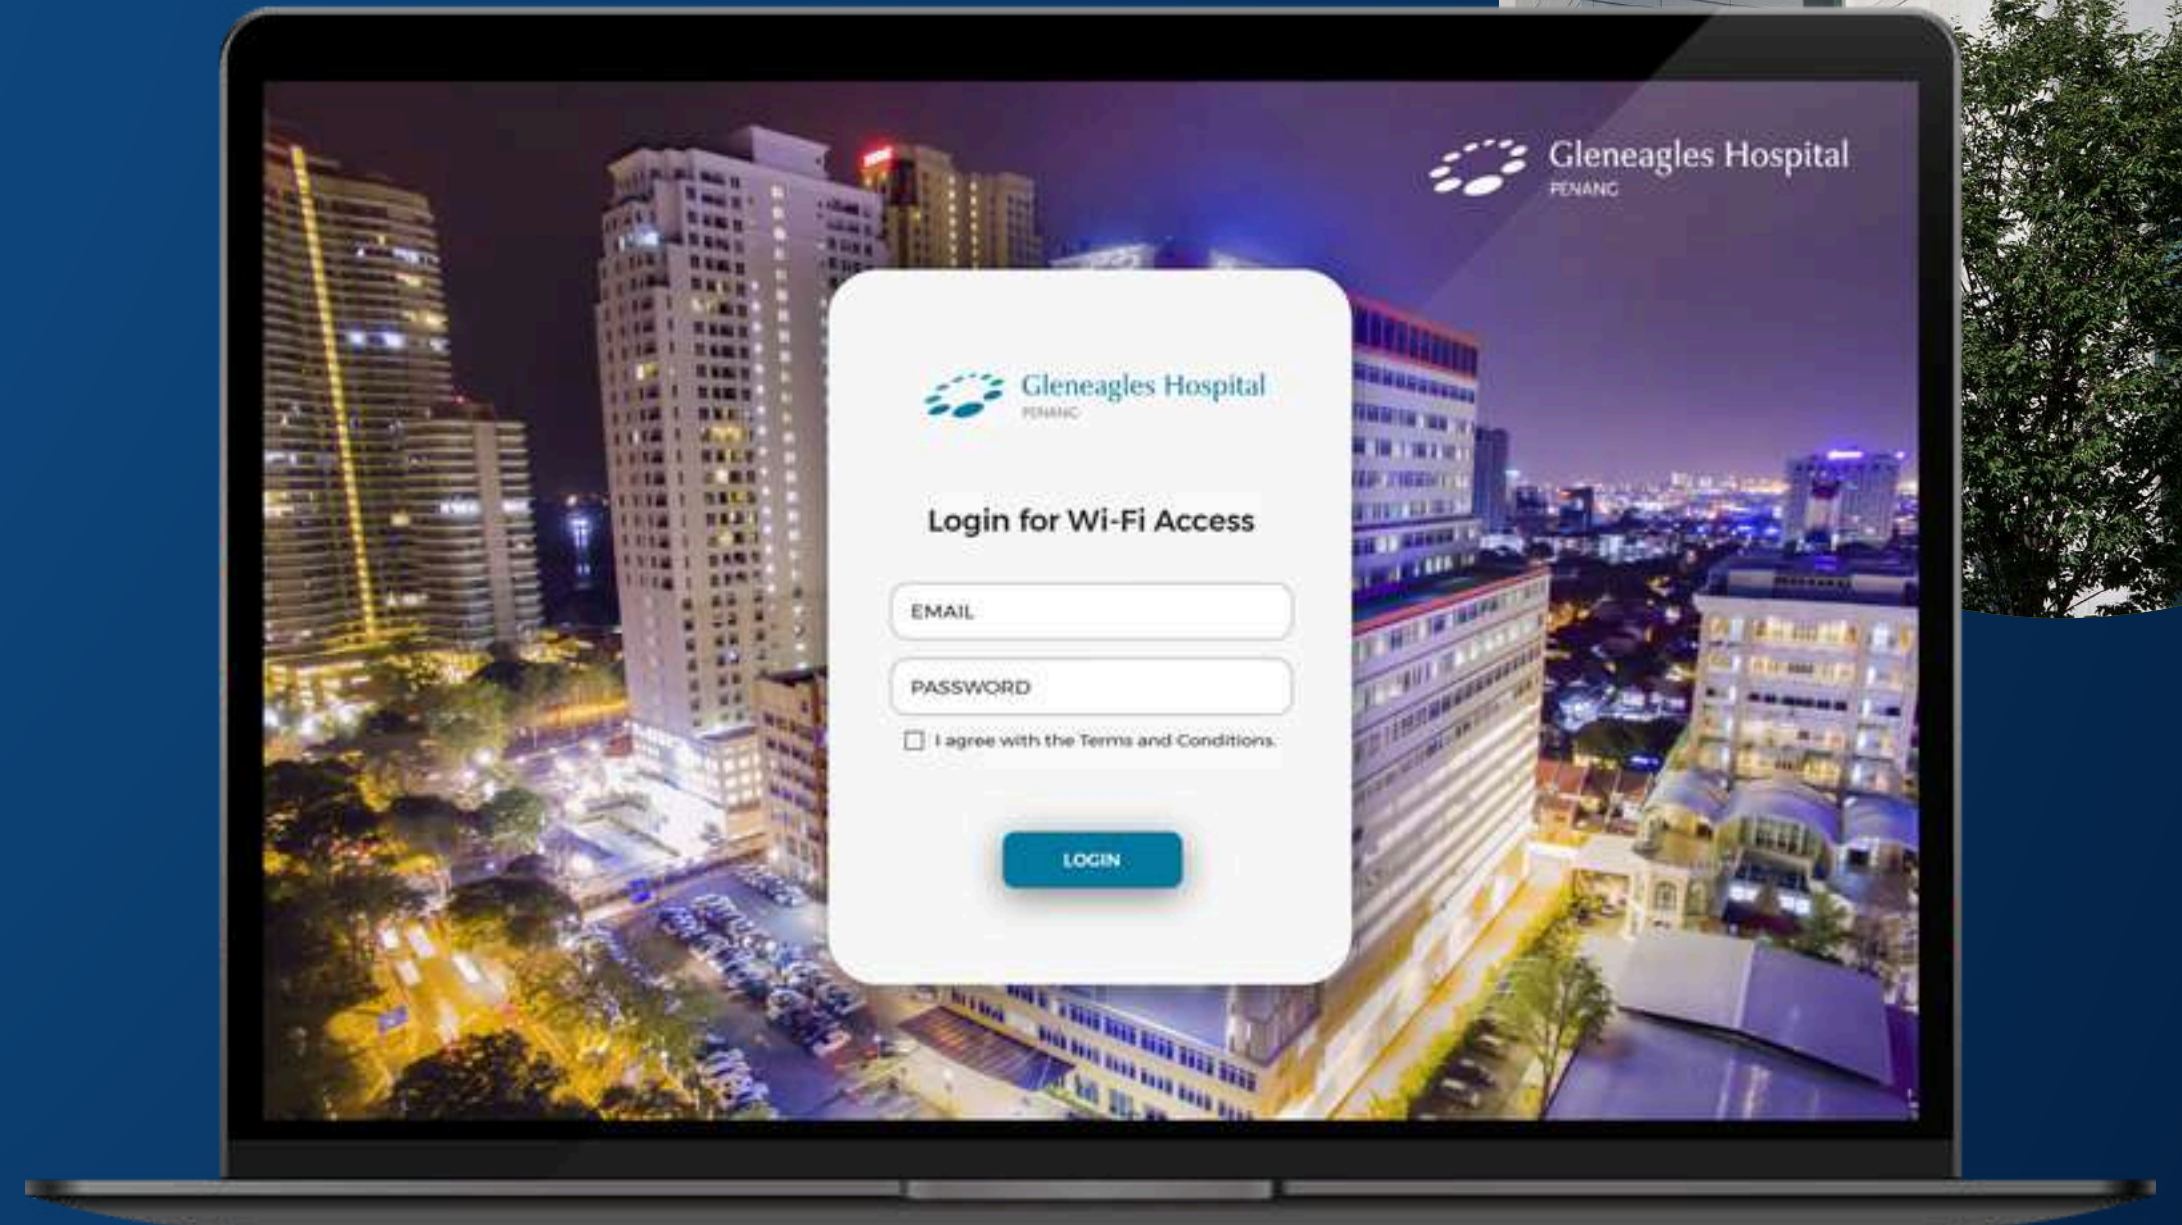 Gleneagles Hospital
PENANG
Gleneagles Hospital
PENANG
Login for Wi-Fi Access
EMAIL
PASSWORD
I agree with the Terms and Conditions.
LOGIN